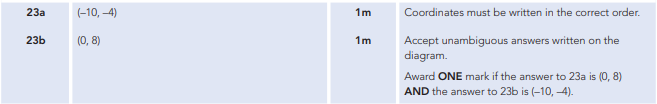 23a (–10, –4) 1m Coordinates must be written in the correct order.
23b (0, 8) 1m Accept unambiguous answers written on the
diagram.
Award ONE mark if the answer to 23a is (0, 8)
AND the answer to 23b is (–10, –4).